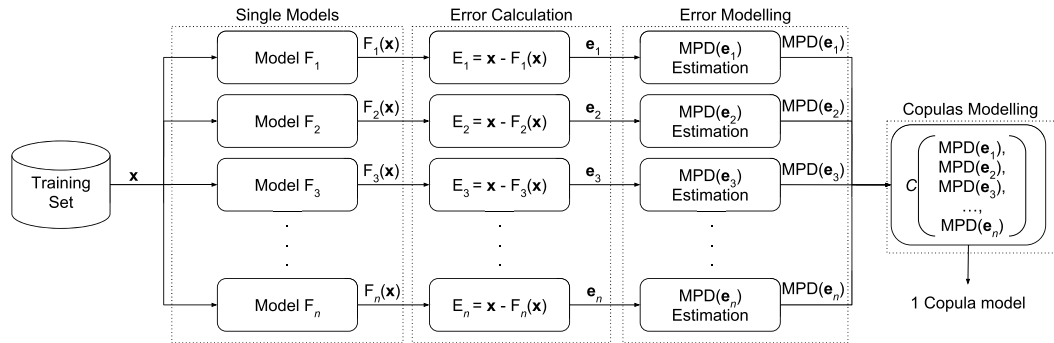 Single Models
Error Calculation
Error Modelling
Training
Set
x
Model F1
F1(x)
E1 = x - F1(x)
e1
MPD(e1)
Estimation
MPD(e1)
Model F2
F2(x)
E2 = x - F2(x)
e2
MPD(e2)
Estimation
MPD(e2)
Model F3
F3(x)
E3 = x - F3(x)
e3
MPD(e3)
Estimation
MPD(e3)
.
.
.
.
.
.
.
.
.
Model Fn
Fn(x)
En = x - Fn(x)
en
MPD(en)
Estimation
MPD(en)
Copulas Modelling
C
MPD(e1),
MPD(e2),
MPD(e3),
...,
MPD(en)
1 Copula model